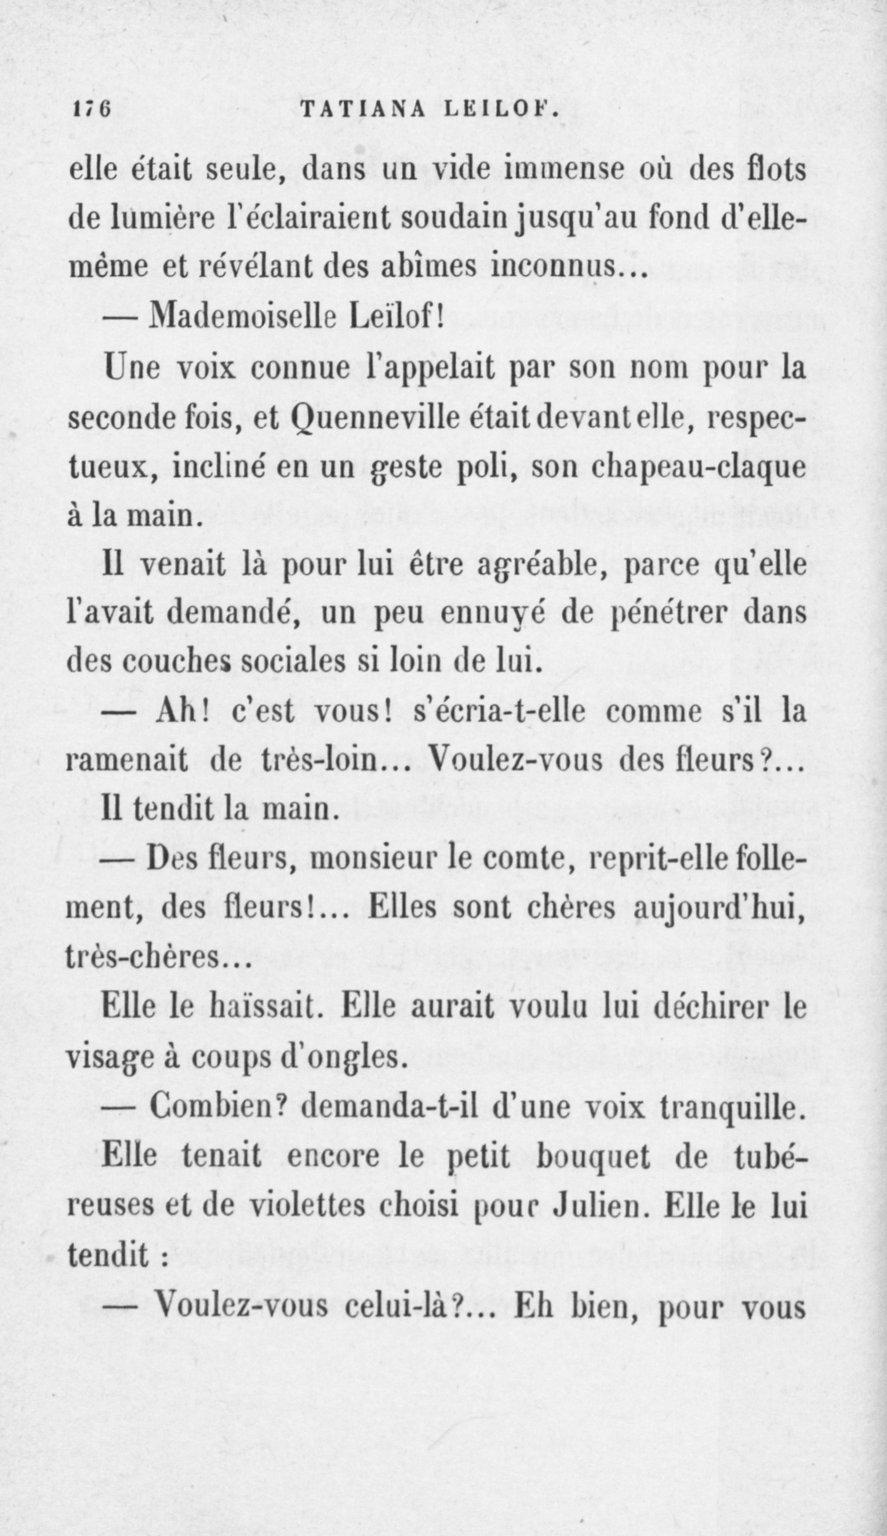 176 TATIANA LEILOF.
elle était seule, dans un vide immense où des flots
de lumière l'éclairaient soudain jusqu'au fond d'elle-
même et révélant des abîmes inconnus...
— Mademoiselle Leïlof!
Une voix connue l'appelait par son nom pour la
seconde fois, et Quenneville était devant elle, respec-
tueux, incliné en un geste poli, son chapeau-claque
à la main.
Il venait là pour lui être agréable, parce qu'elle
l'avait demandé, un peu ennuyé de pénétrer dans
des couches sociales si loin de lui.
— Ah! c'est vous! s'écria-t-elle comme s'il la
ramenait de très-loin... Voulez-vous des fleurs?...
Il tendit la main.
— Des fleurs, monsieur le comte, reprit-elle folle-
ment, des fleurs!... Elles sont chères aujourd'hui,
très-chères...
Elle le haïssait. Elle aurait voulu lui déchirer le
visage à coups d'ongles.
— Combien? demanda-t-il d'une voix tranquille.
Elle tenait encore le petit bouquet de tubé-
reuses et de violettes choisi pour Julien. Elle le lui
tendit :
— Voulez-vous celui-là?... Eh bien, pour vous